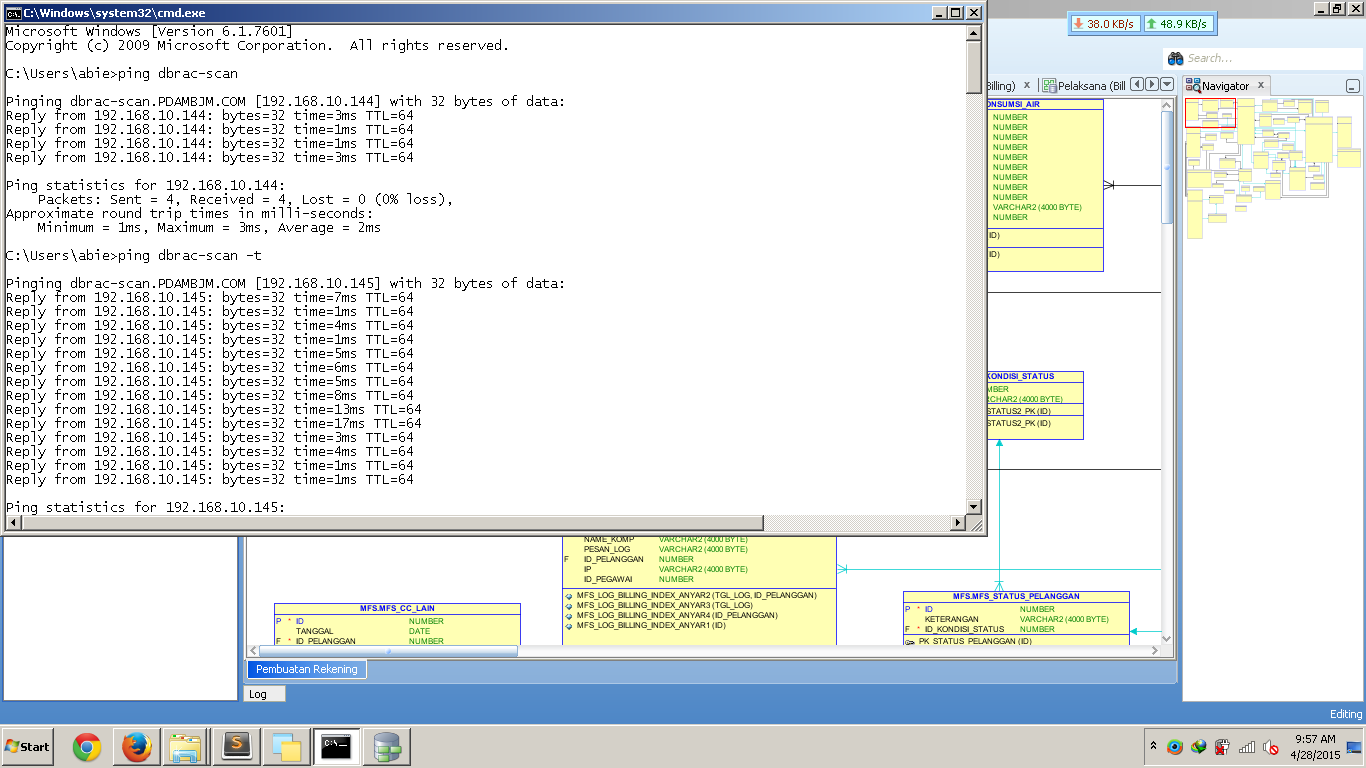 C:\Windows\system32\cmd.exe
Microsoft Windows [Version 6.1.7601]
Copyright (c) 2009 Microsoft Corporation.  All rights reserved.
C:\Users\abie>ping dbrac-scan
Pinging dbrac-scan.PDAMBJM.COM [192.168.10.144] with 32 bytes of data:
Reply from 192.168.10.144: bytes=32 time=3ms TTL=64
Reply from 192.168.10.144: bytes=32 time=1ms TTL=64
Reply from 192.168.10.144: bytes=32 time=1ms TTL=64
Reply from 192.168.10.144: bytes=32 time=3ms TTL=64
Ping statistics for 192.168.10.144:
    Packets: Sent = 4, Received = 4, Lost = 0 (0% loss),
Approximate round trip times in milli-seconds:
    Minimum = 1ms, Maximum = 3ms, Average = 2ms
C:\Users\abie>ping dbrac-scan -t
Pinging dbrac-scan.PDAMBJM.COM [192.168.10.145] with 32 bytes of data:
Reply from 192.168.10.145: bytes=32 time=7ms TTL=64
Reply from 192.168.10.145: bytes=32 time=1ms TTL=64
Reply from 192.168.10.145: bytes=32 time=4ms TTL=64
Reply from 192.168.10.145: bytes=32 time=1ms TTL=64
Reply from 192.168.10.145: bytes=32 time=5ms TTL=64
Reply from 192.168.10.145: bytes=32 time=6ms TTL=64
Reply from 192.168.10.145: bytes=32 time=5ms TTL=64
Reply from 192.168.10.145: bytes=32 time=8ms TTL=64
Reply from 192.168.10.145: bytes=32 time=13ms TTL=64
Reply from 192.168.10.145: bytes=32 time=17ms TTL=64
Reply from 192.168.10.145: bytes=32 time=3ms TTL=64
Reply from 192.168.10.145: bytes=32 time=4ms TTL=64
Reply from 192.168.10.145: bytes=32 time=1ms TTL=64
Reply from 192.168.10.145: bytes=32 time=1ms TTL=64
Ping statistics for 192.168.10.145:
38.0 KB/s 48.9 KB/s
Search...
Billing) Pelaksana (Bill
Navigator
ONSUMSI_AIR
NUMBER
NUMBER
NUMBER
NUMBER
NUMBER
NUMBER
NUMBER
NUMBER
NUMBER
VARCHAR2 (4000 BYTE)
NUMBER
ID)
ID)
KONDISI_STATUS
MBER
RCHAR2 (4000 BYTE)
STATUS2_PK (ID)
STATUS2_PK (ID)
NAME_KOMP VARCHAR2 (4000 BYTE)
PESAN_LOG VARCHAR2 (4000 BYTE)
F ID_PELANGGAN NUMBER
IP VARCHAR2 (4000 BYTE)
ID_PEGAWAI NUMBER
MFS_LOG_BILLING_INDEX_ANYAR2 (TGL_LOG, ID_PELANGGAN)
MFS_LOG_BILLING_INDEX_ANYAR3 (TGL_LOG)
MFS_LOG_BILLING_INDEX_ANYAR4 (ID_PELANGGAN)
MFS_LOG_BILLING_INDEX_ANYAR1 (ID)
MFS.MFS_CC_LAIN
P * ID NUMBER
TANGGAL DATE
F * ID_PELANGGAN NUMBER
MFS.MFS_STATUS_PELANGGAN
P * ID NUMBER
KETERANGAN VARCHAR2 (4000 BYTE)
F * ID_KONDISI_STATUS NUMBER
PK_STATUS_PELANGGAN (ID)
Pembuatan Rekening
Log
Editing
Start
9:57 AM
4/28/2015